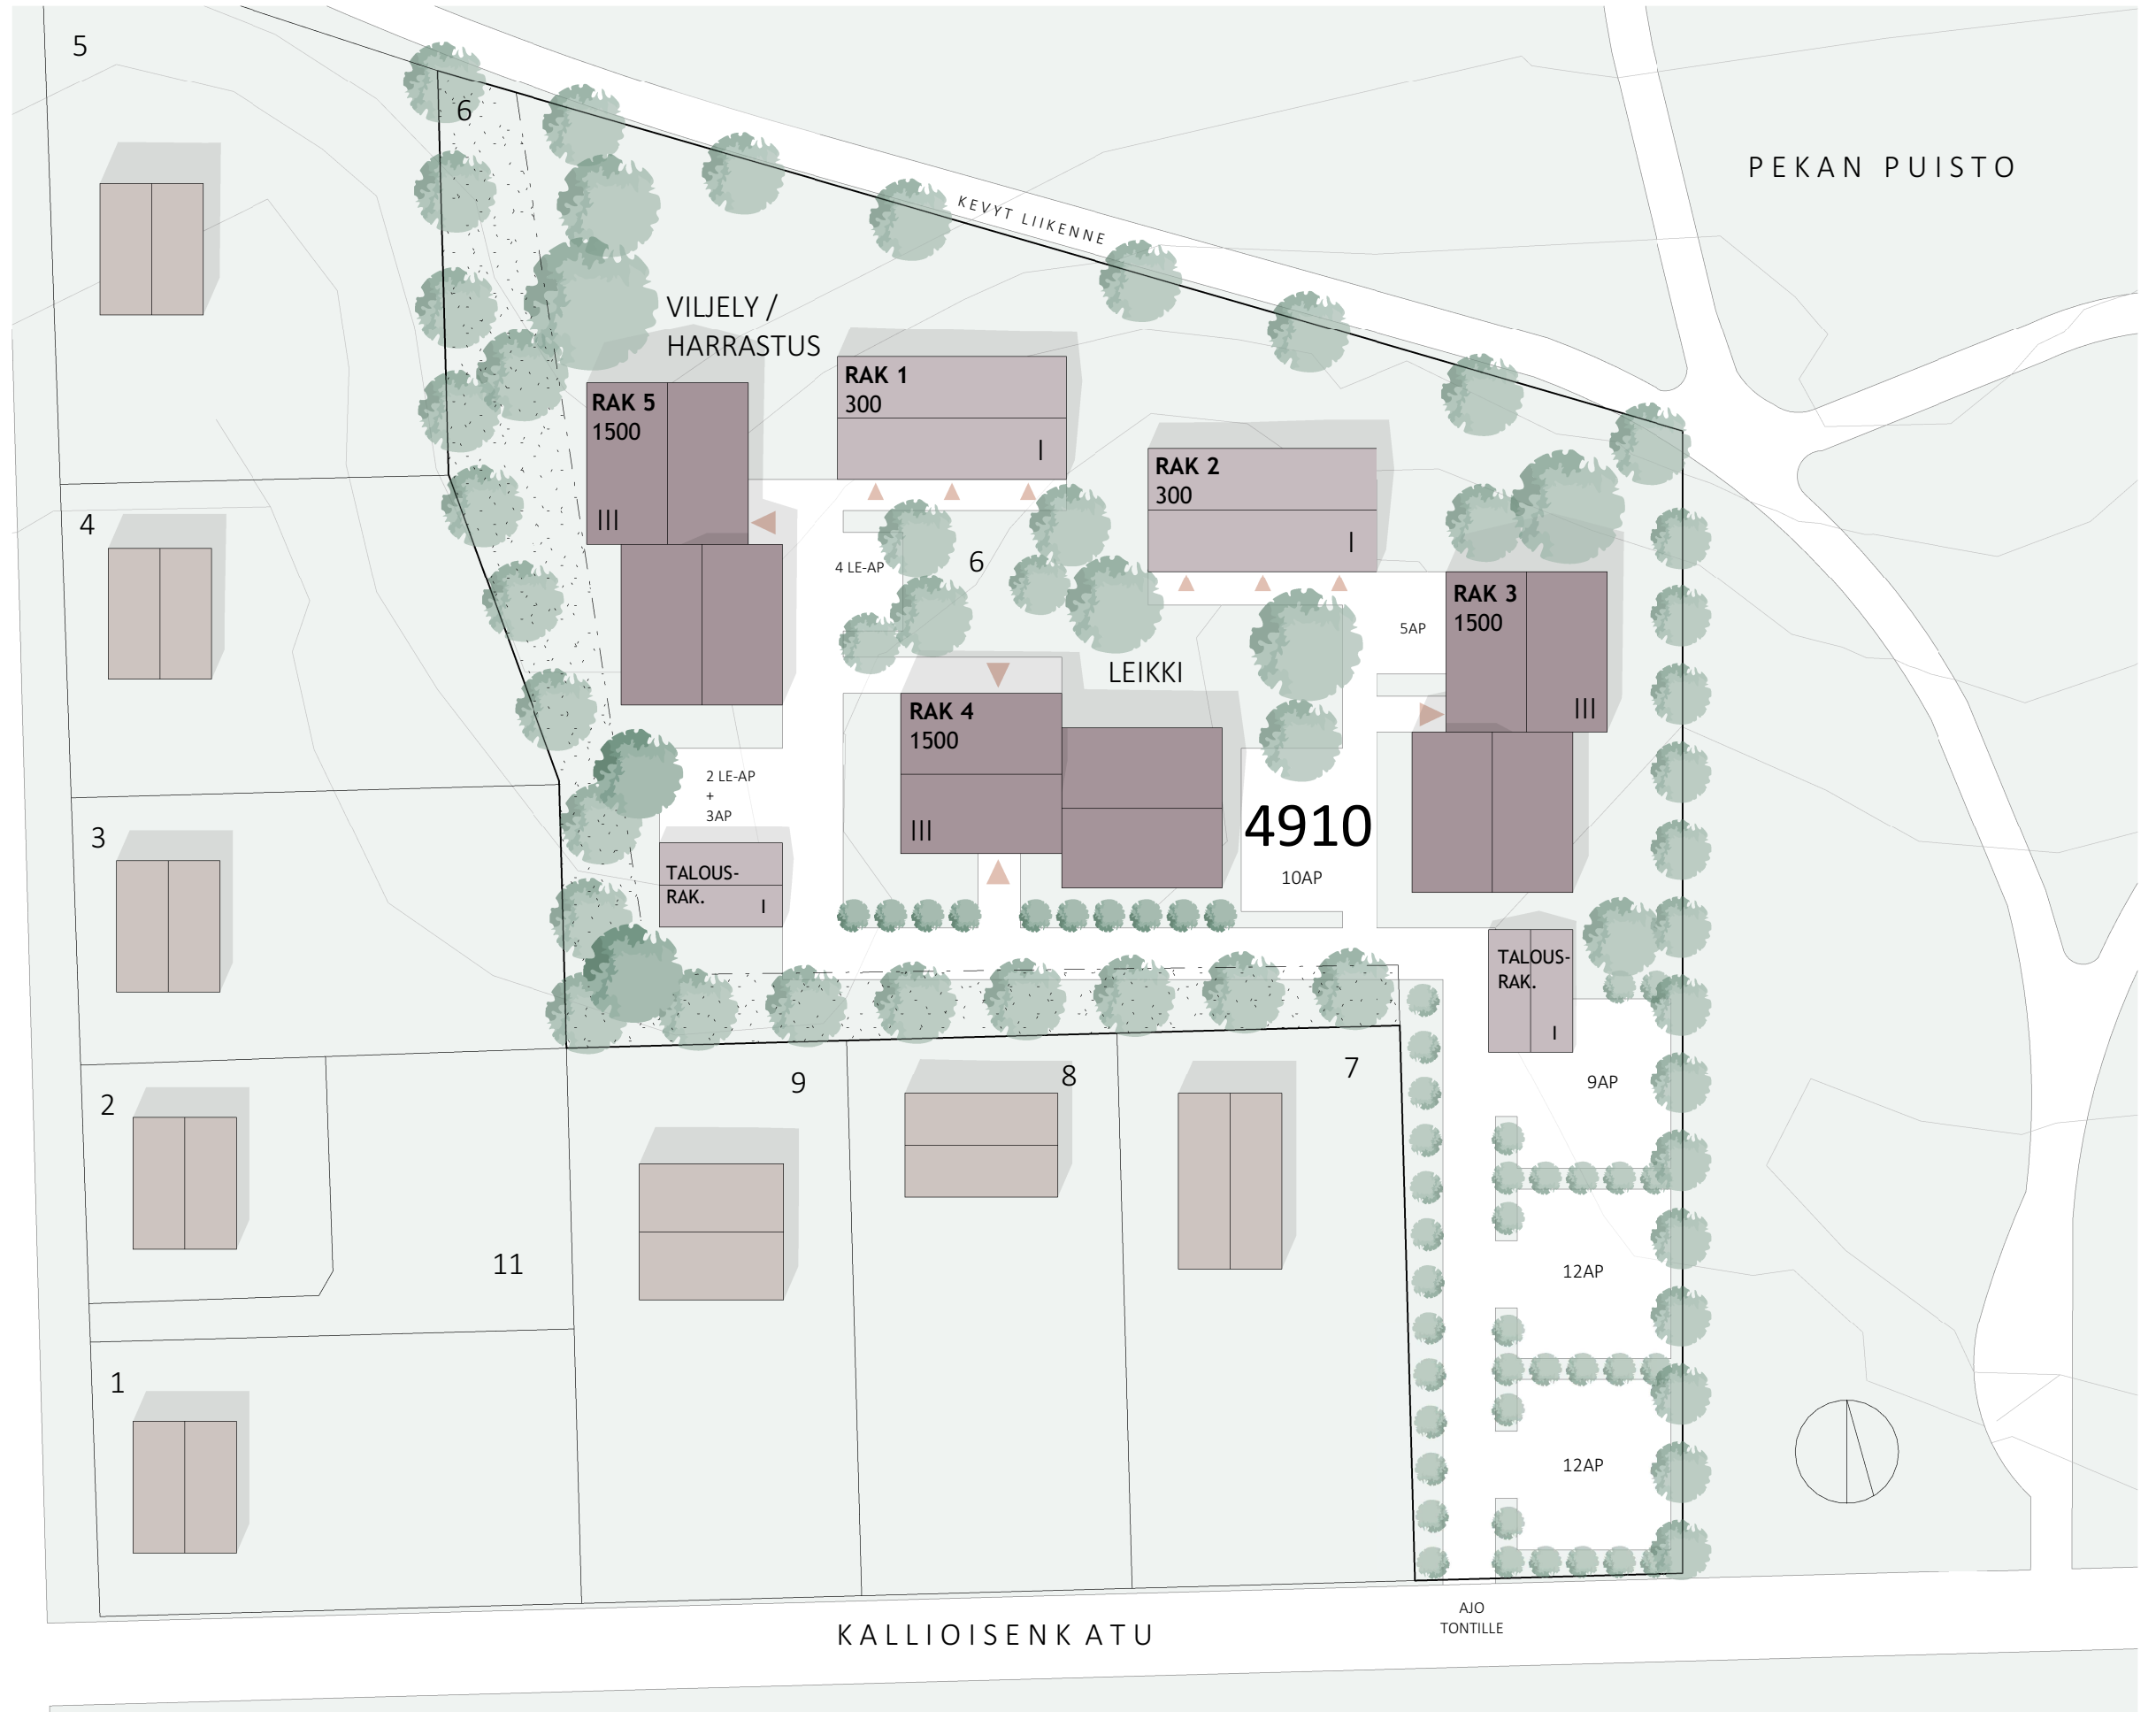 5
6
PEKAN PUISTO
KEVYT LIIKENNE
VILJELY /
HARRASTUS
RAK 1
300
I
RAK 5
1500
III
RAK 2
300
I
4
4 LE-AP
6
RAK 3
1500
III
5AP
LEIKKI
RAK 4
1500
III
2 LE-AP
+
3AP
4910
10AP
3
TALOUS-
RAK.
I
TALOUS-
RAK.
I
9AP
2
9
8
7
11
12AP
1
12AP
KALLIOISENKATU
AJO
TONTILLE